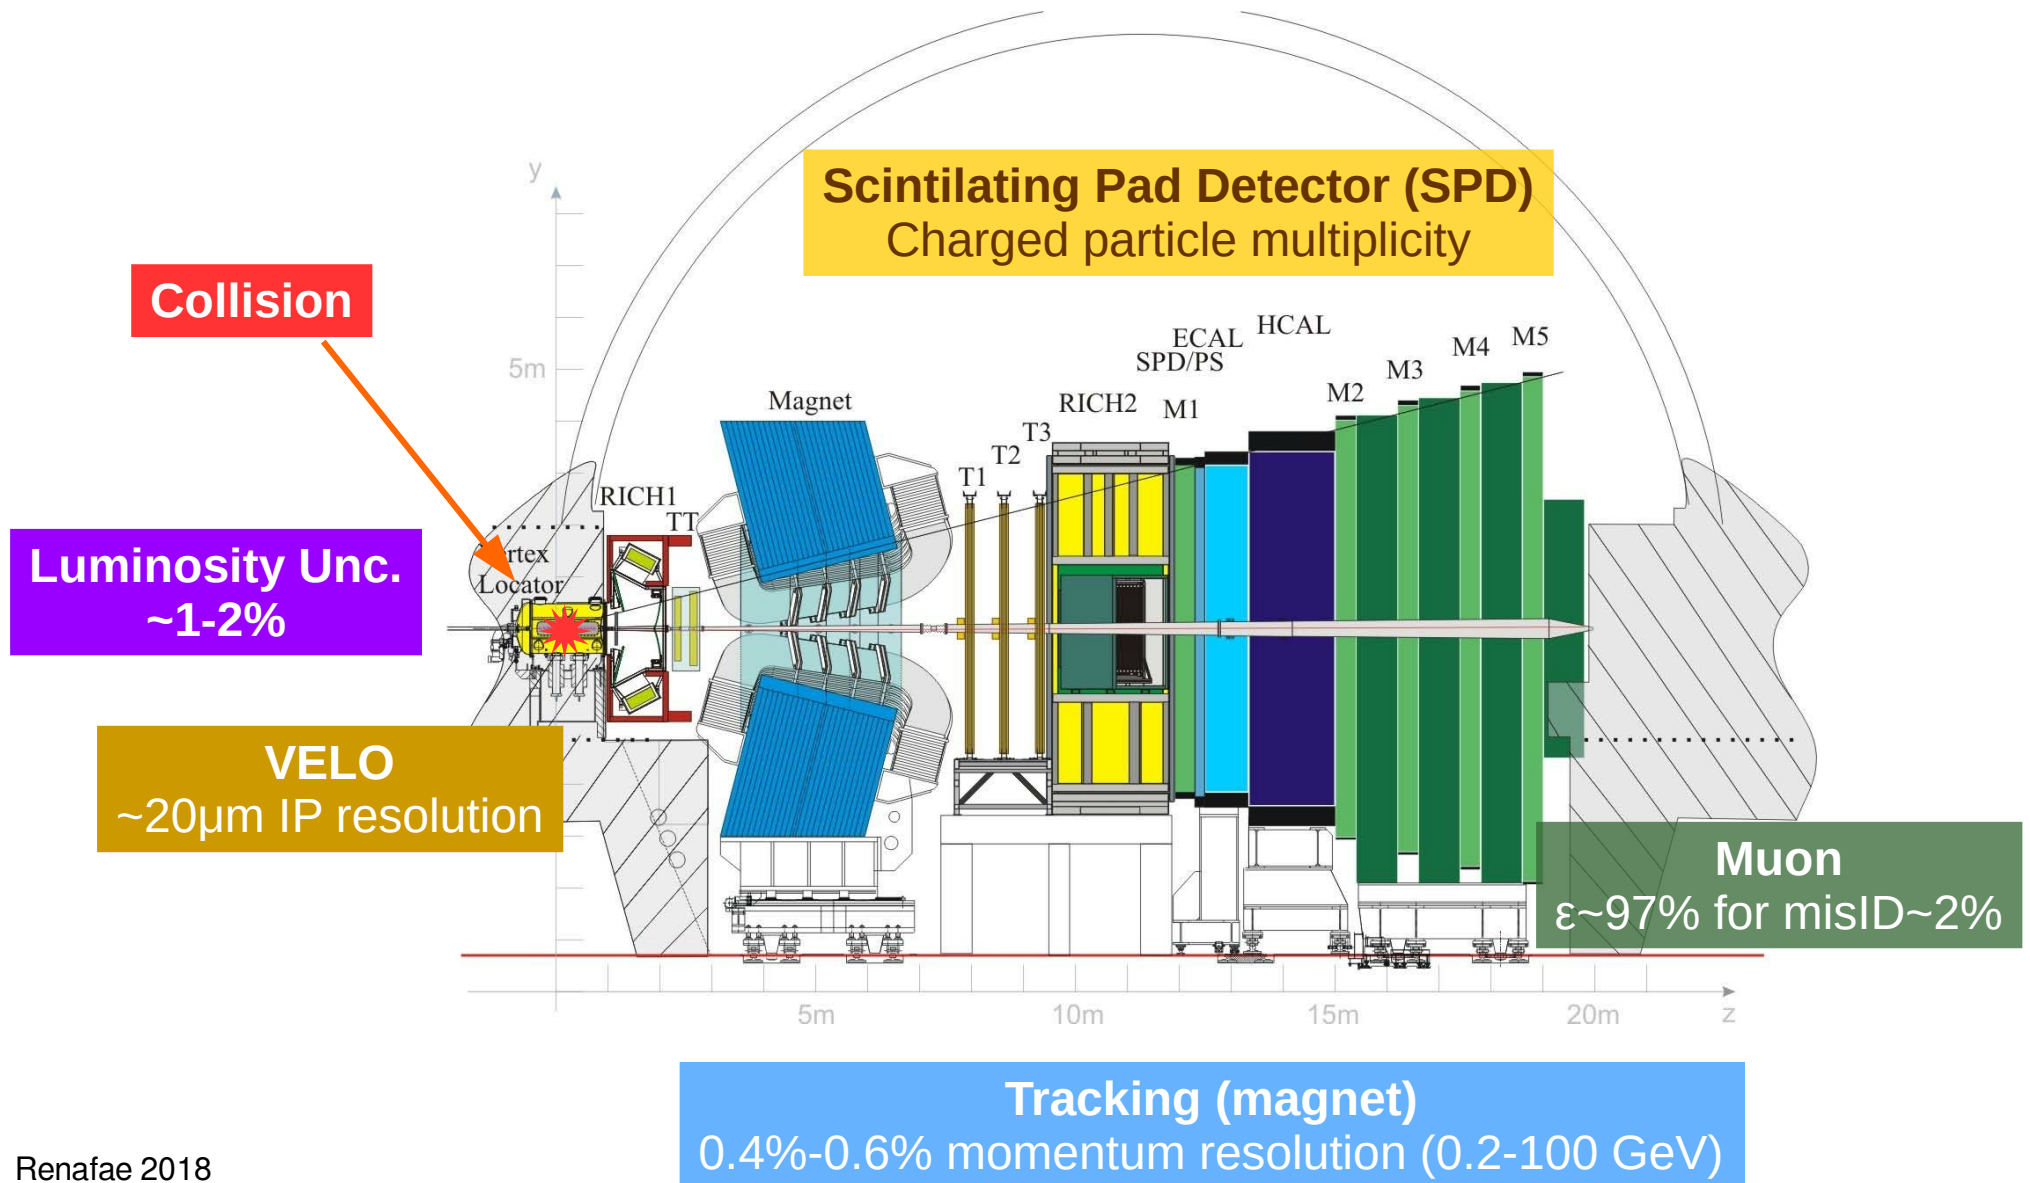 Scintilating Pad Detector (SPD)
Charged particle multiplicity
y
Collision
5m
Magnet
RICH1
TT
T1
T2
T3
RICH2
M1
SPD/PS
ECAL
HCAL
M2
M3
M4
M5
rtex
Locator
Luminosity Unc.
~1-2%
VELO
~20μm IP resolution
Muon
ε~97% for misID~2%
5m
10m
15m
20m
z
Tracking (magnet)
0.4%-0.6% momentum resolution (0.2-100 GeV)
Renafae 2018